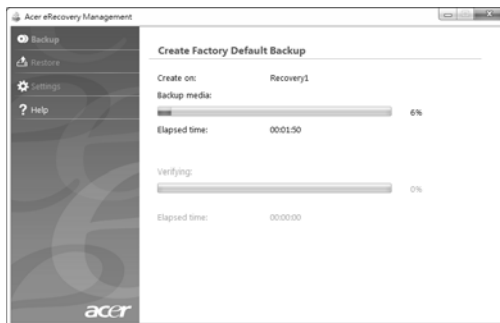 Acer eRecovery Management
Backup
Restore
Settings
Help
Create Factory Default Backup
Create on: Recovery1
Backup media:
6%
Elapsed time: 00:01:50
Verifying:
0%
Elapsed time: 00:00:00
acer